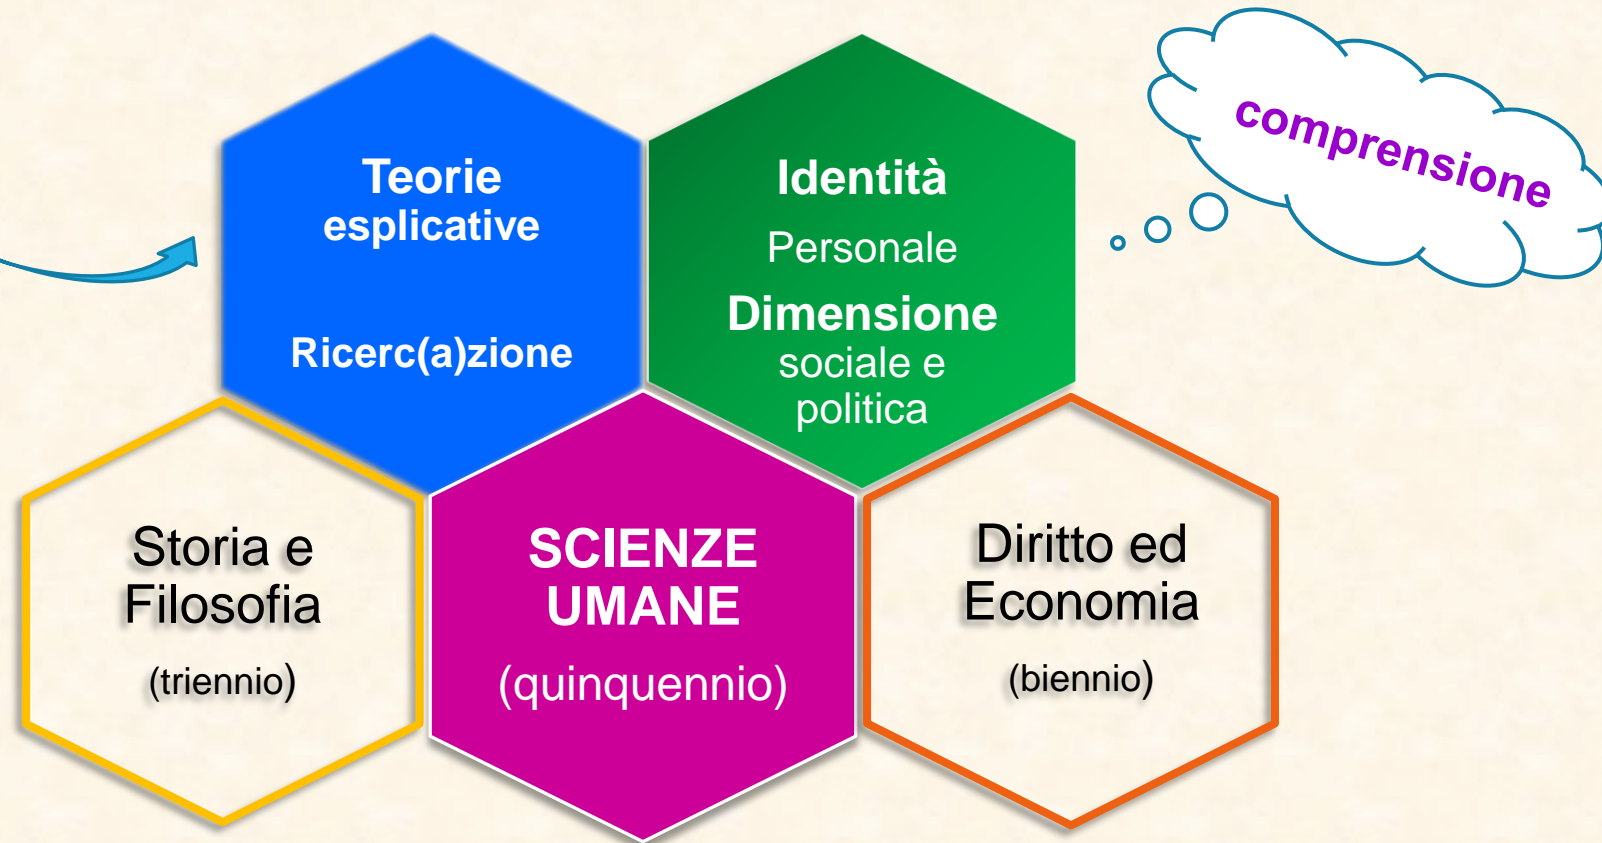 Teorie
esplicative
Ricerc(a)zione
Identità
Personale
Dimensione
sociale e
politica
comprensione
Storia e
Filosofia
(triennio)
SCIENZE
UMANE
(quinquennio)
Diritto ed
Economia
(biennio)